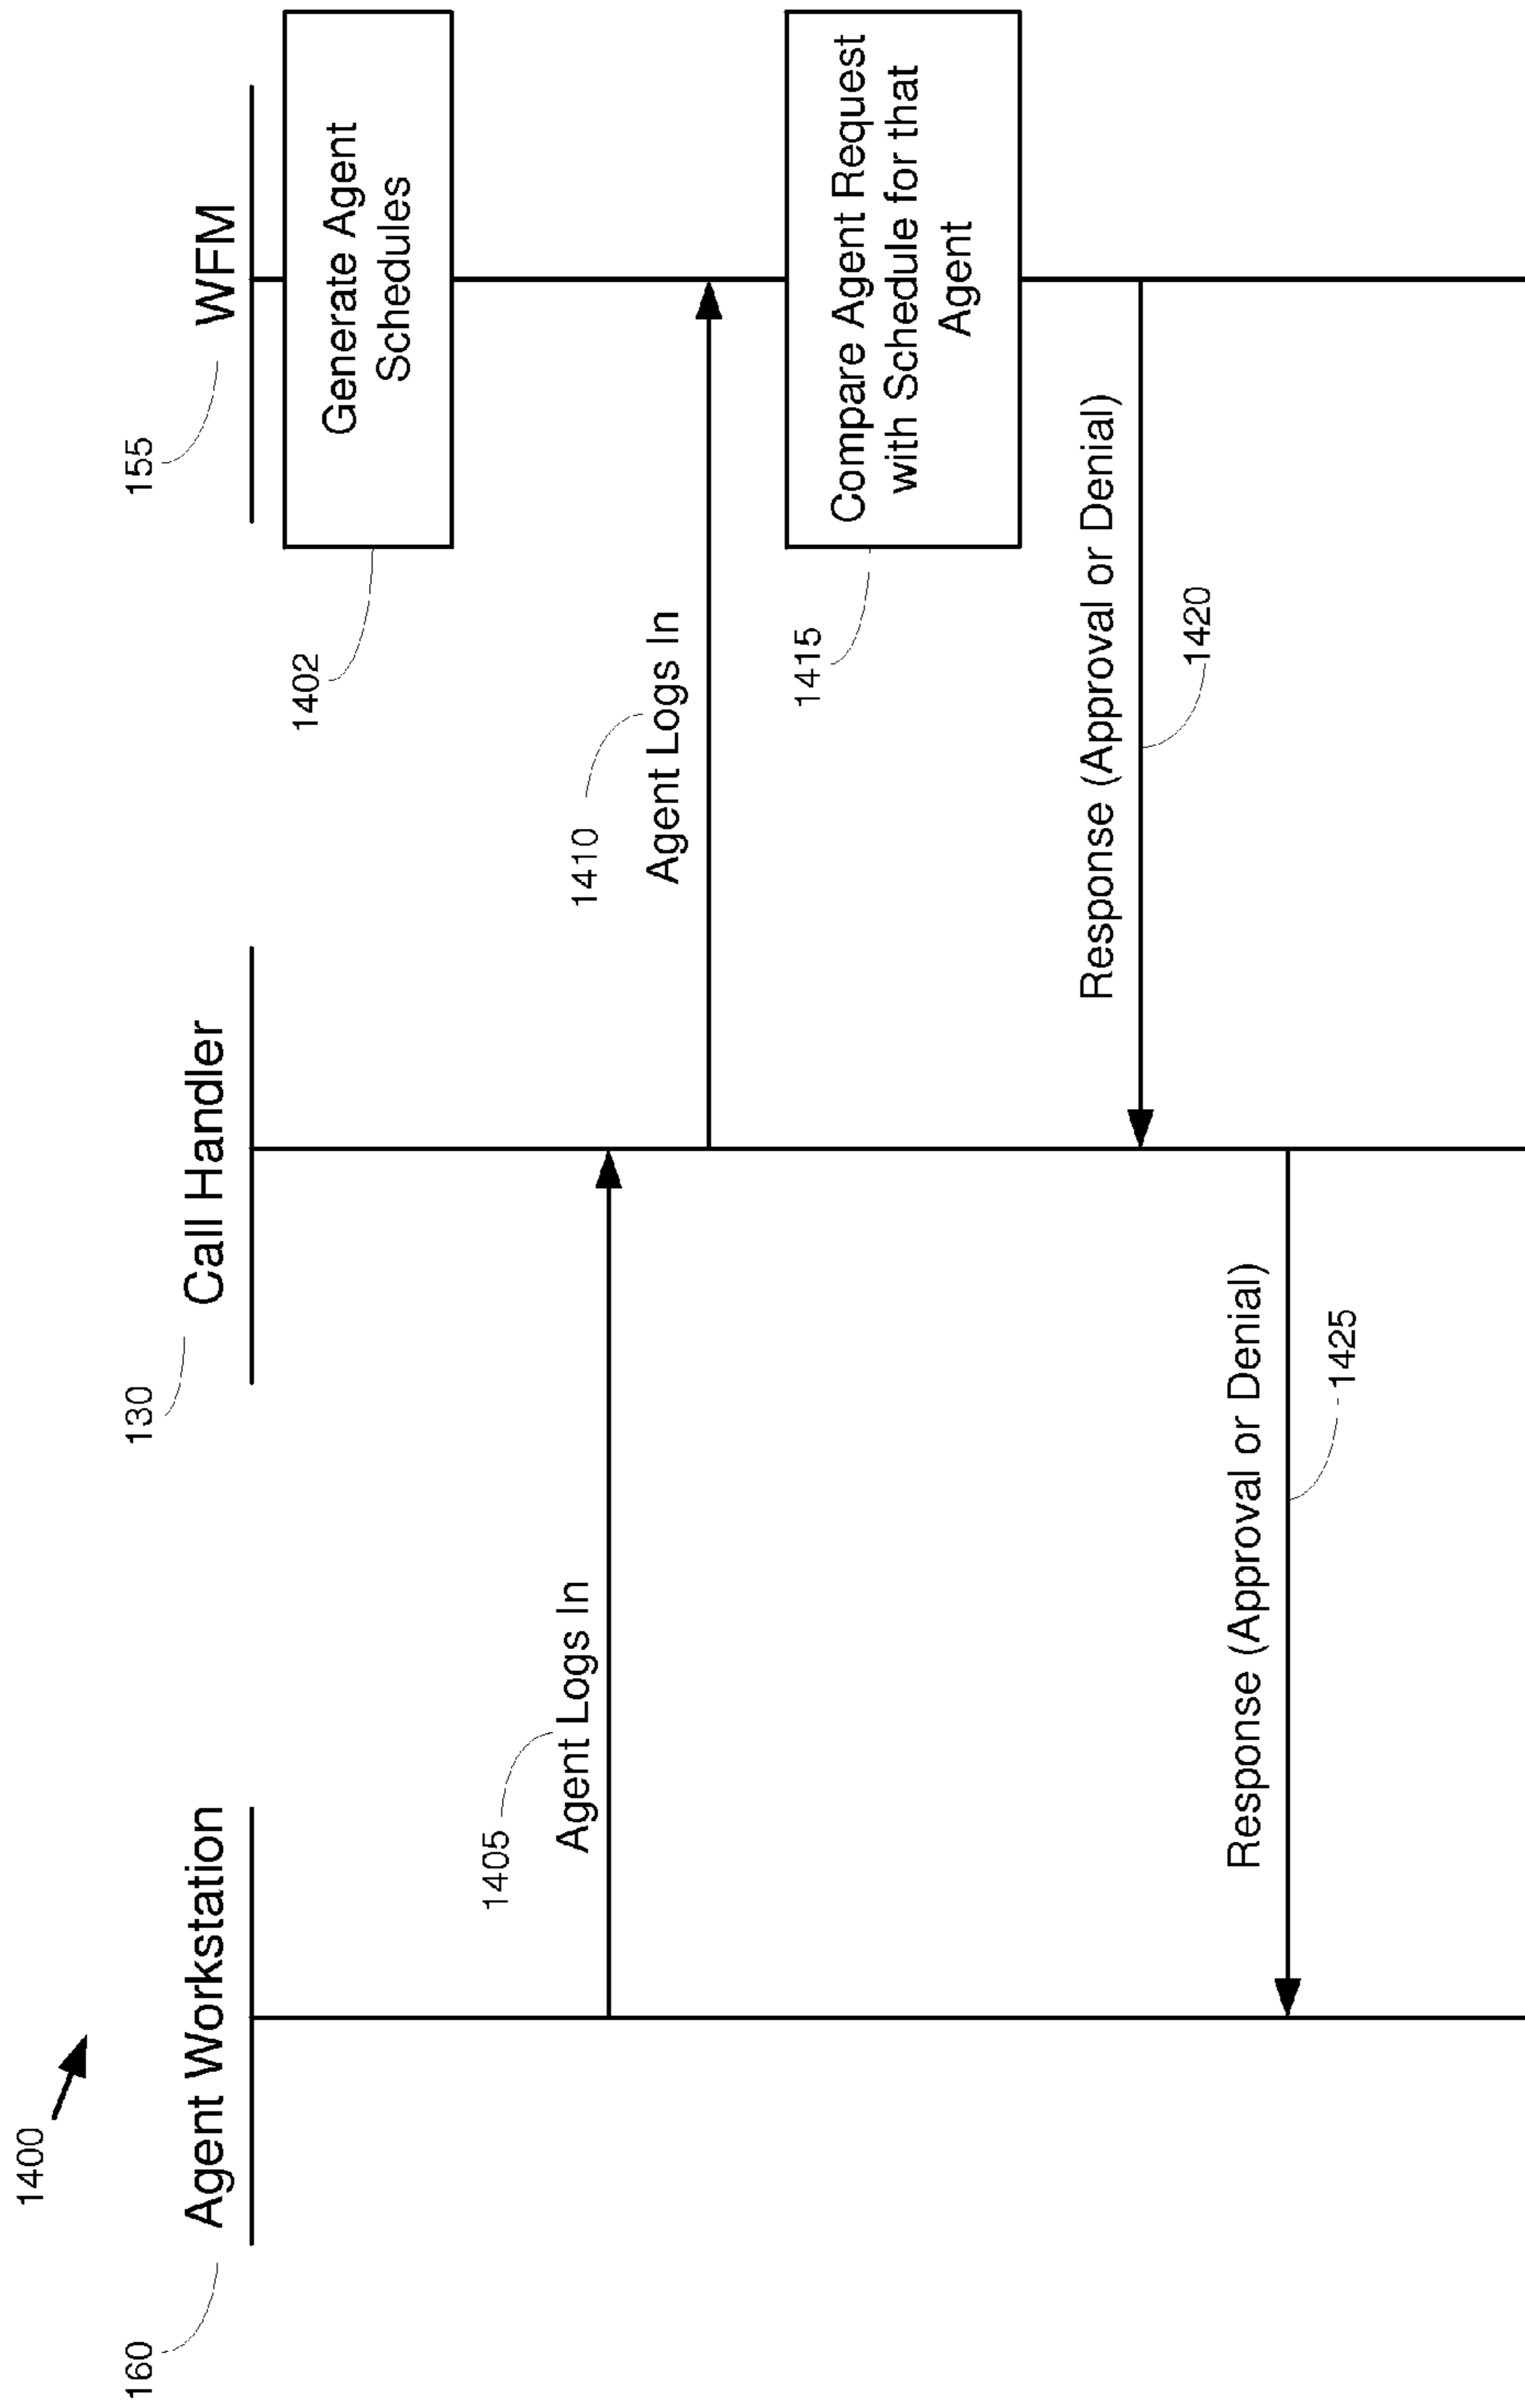 1400
160
Agent Workstation
130
Call Handler
155
WFM
1402
Generate Agent
Schedules
1405
Agent Logs In
1410
Agent Logs In
1415
Compare Agent Request
with Schedule for that
Agent
Response (Approval or Denial)
1420
Response (Approval or Denial)
1425